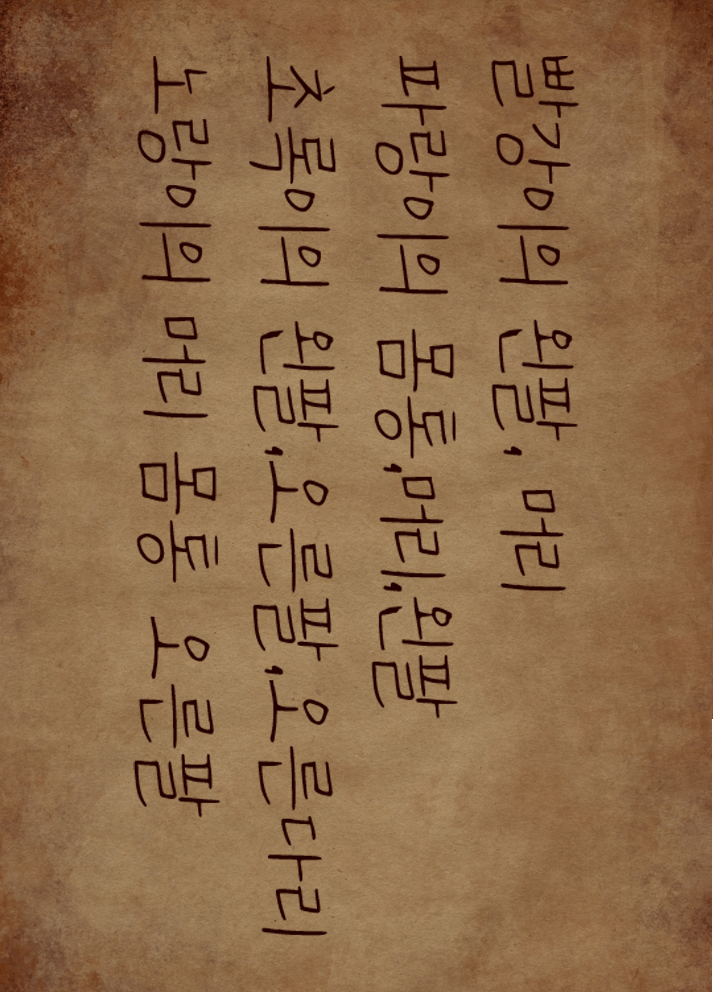 빨강이의 왼팔, 머리
파랑이의 몸통,머리,왼팔
초록이의 왼팔,오른팔,오른다리
노랑이의 머리 몸통 오른팔